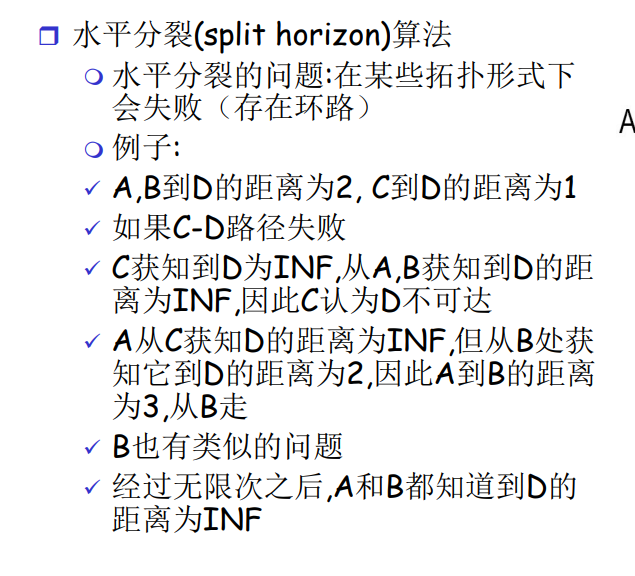 水平分裂(split horizon)算法
水平分裂的问题:在某些拓扑形式下
会失败（存在环路）
例子:
A,B到D的距离为2, C到D的距离为1
如果C-D路径失败
C获知到D为INF,从A,B获知到D的距
离为INF,因此C认为D不可达
A从C获知D的距离为INF,但从B处获
知它到D的距离为2,因此A到B的距离
为3,从B走
B也有类似的问题
经过无限次之后,A和B都知道到D的
距离为INF
A